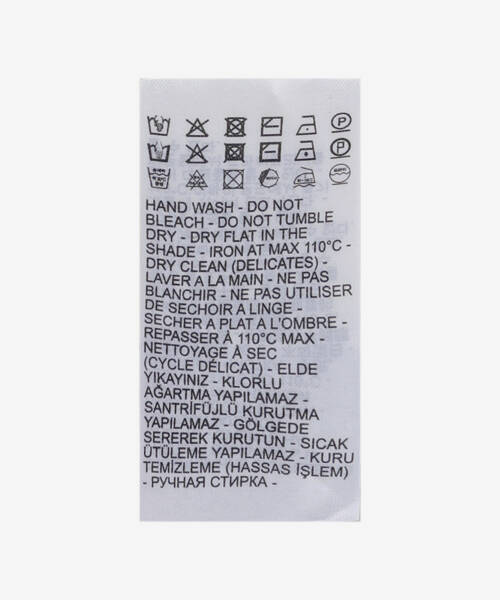 HAND WASH - DO NOT
BLEACH - DO NOT TUMBLE
DRY - DRY FLAT IN THE
SHADE - IRON AT MAX 110°C -
DRY CLEAN (DELICATES) -
LAVER A LA MAIN - NE PAS
BLANCHIR - NE PAS UTILISER
DE SECHOIR A LINGE -
SECHER A PLAT A L'OMBRE -
REPASSER À 110°C MAX -
NETTOYAGE À SEC
(CYCLE DÉLICAT) - ELDE
YIKAYINIZ - KLORLU
AĞARTMA YAPILAMAZ -
SANTRİFÜJLÜ KURUTMA
YAPILAMAZ - GÖLGEDE
SEREREK KURUTUN - SICAK
ÜTÜLEME YAPILAMAZ - KURU
TEMİZLEME (HASSAS İŞLEM)
- РУЧНАЯ СТИРКА -